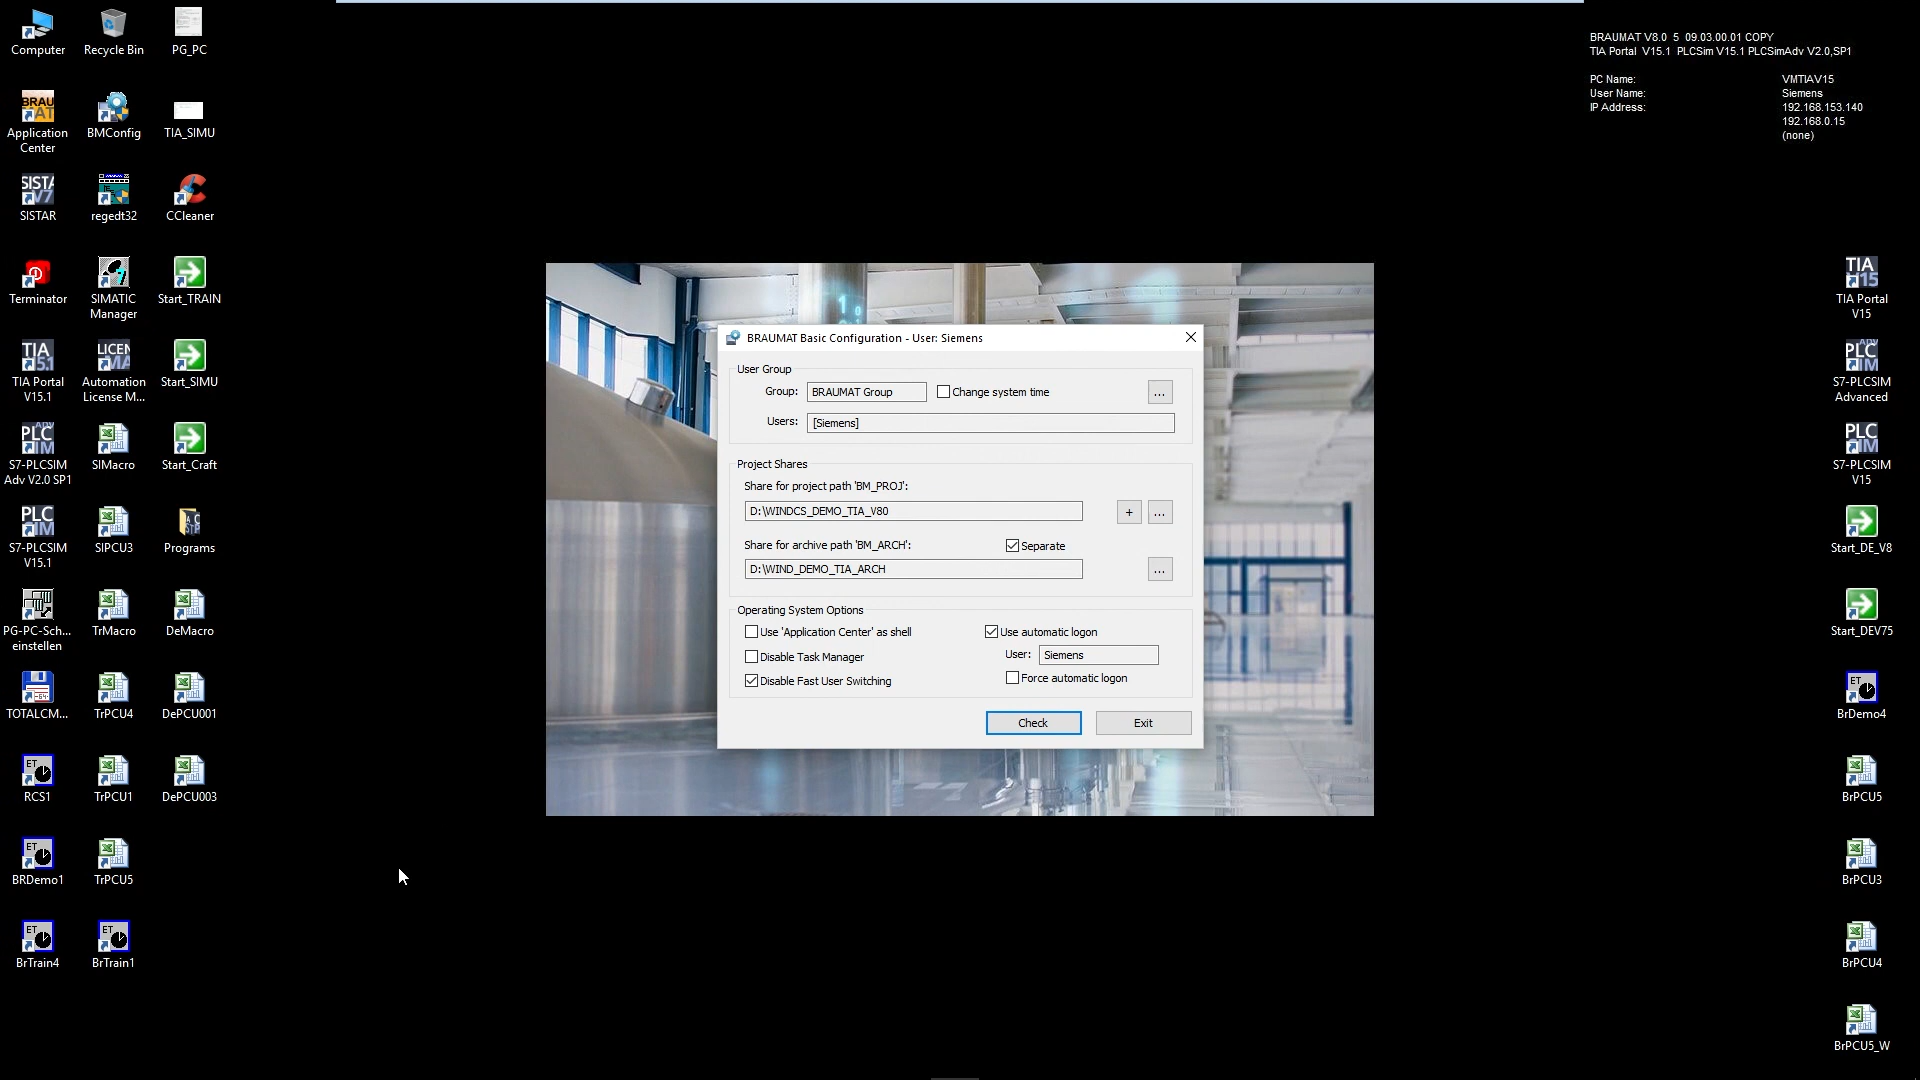 BRAUMAT V8.0 5 09.03.00.01 COPY
TIA Portal V15.1 PLCSim V15.1 PLCSimAdv V2.0,SP1
PC Name: VMTIAV15
User Name: Siemens
IP Address: 192.168.153.140
192.168.0.15
(none)
Computer
Recycle Bin
PG_PC
Application Center
BMConfig
TIA_SIMU
SISTAR
regedt32
CCleaner
Terminator
SIMATIC Manager
Start_TRAIN
TIA Portal V15.1
Automation License M...
Start_SIMU
S7-PLCSIM Adv V2.0 SP1
SIMacro
Start_Craft
S7-PLCSIM V15.1
SIPCU3
Programs
PG-PC-Sch... einstellen
TrMacro
DeMacro
TOTALCM...
TrPCU4
DePCU001
RCS1
TrPCU1
DePCU003
BRDemo1
TrPCU5
BrTrain4
BrTrain1
BRAUMAT Basic Configuration - User: Siemens
User Group
Group: BRAUMAT Group Change system time ...
Users: [Siemens]
Project Shares
Share for project path 'BM_PROJ':
D:\WINDCS_DEMO_TIA_V80 + ...
Share for archive path 'BM_ARCH': Separate
D:\WIND_DEMO_TIA_ARCH ...
Operating System Options
Use 'Application Center' as shell Use automatic logon
User: Siemens
Disable Task Manager
Disable Fast User Switching Force automatic logon
Check Exit
TIA Portal V15
S7-PLCSIM Advanced
S7-PLCSIM V15
Start_DE_V8
Start_DEV75
BrDemo4
BrPCU5
BrPCU3
BrPCU4
BrPCU5_W